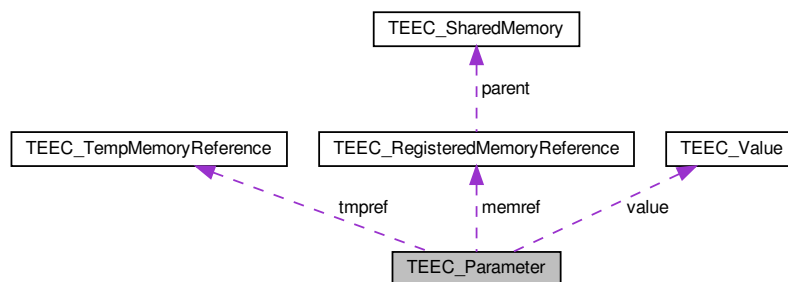 TEEC_SharedMemory
parent
TEEC_TempMemoryReference
TEEC_RegisteredMemoryReference
TEEC_Value
tmpref
memref
value
TEEC_Parameter